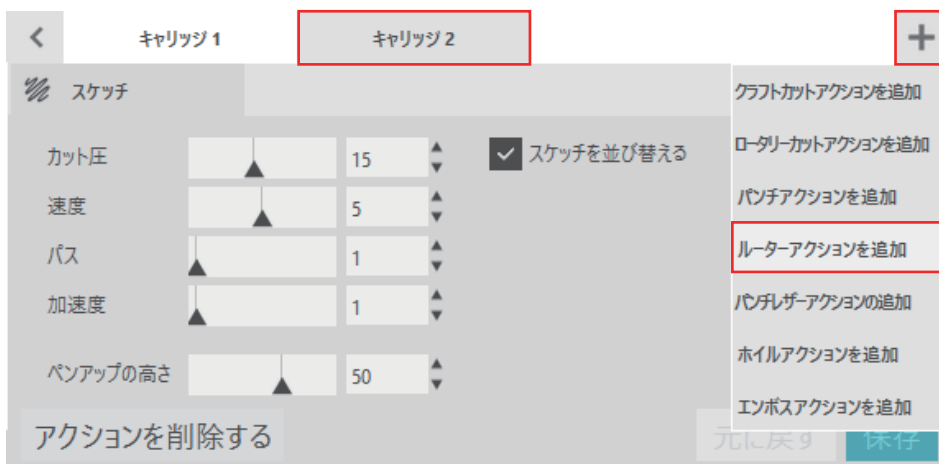 キャリッジ 1
キャリッジ 2
スケッチ
カット圧
15
スケッチを並び替える
速度
5
パス
1
加速度
1
ペンアップの高さ
50
アクションを削除する
元に戻す
保存
クラフトカットアクションを追加
ロータリーカットアクションを追加
パンチアクションを追加
ルーターアクションを追加
パンチレザーアクションの追加
ホイルアクションを追加
エンボスアクションを追加